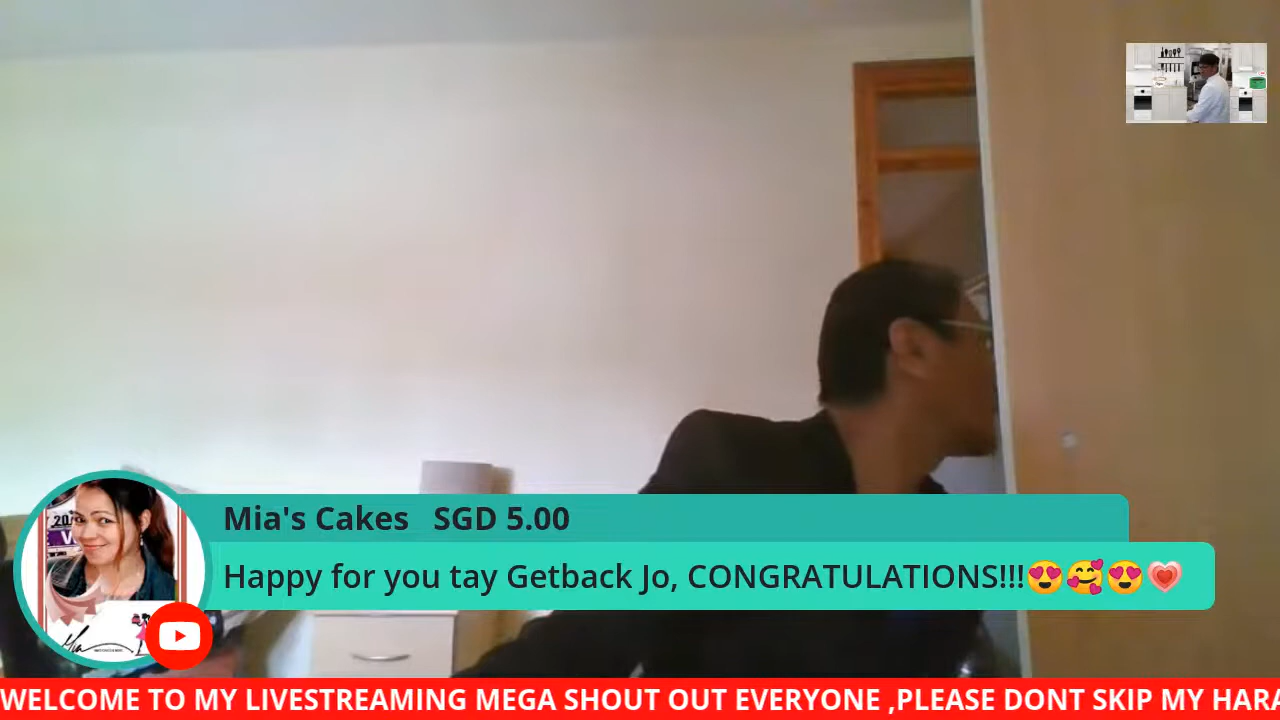 Mia's Cakes SGD 5.00
Happy for you tay Getback Jo, CONGRATULATIONS!!!😍🥰😍💗
WELCOME TO MY LIVESTREAMING MEGA SHOUT OUT EVERYONE ,PLEASE DONT SKIP MY HARA